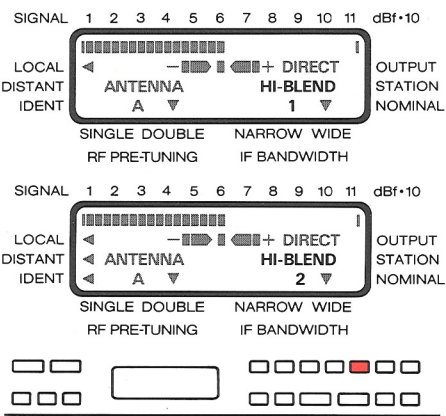 SIGNAL 1 2 3 4 5 6 7 8 9 10 11 dBf•10
LOCAL − + DIRECT OUTPUT
DISTANT ANTENNA HI-BLEND STATION
IDENT A 1 NOMINAL
SINGLE DOUBLE NARROW WIDE
RF PRE-TUNING IF BANDWIDTH
SIGNAL 1 2 3 4 5 6 7 8 9 10 11 dBf•10
LOCAL − + DIRECT OUTPUT
DISTANT ANTENNA HI-BLEND STATION
IDENT A 2 NOMINAL
SINGLE DOUBLE NARROW WIDE
RF PRE-TUNING IF BANDWIDTH